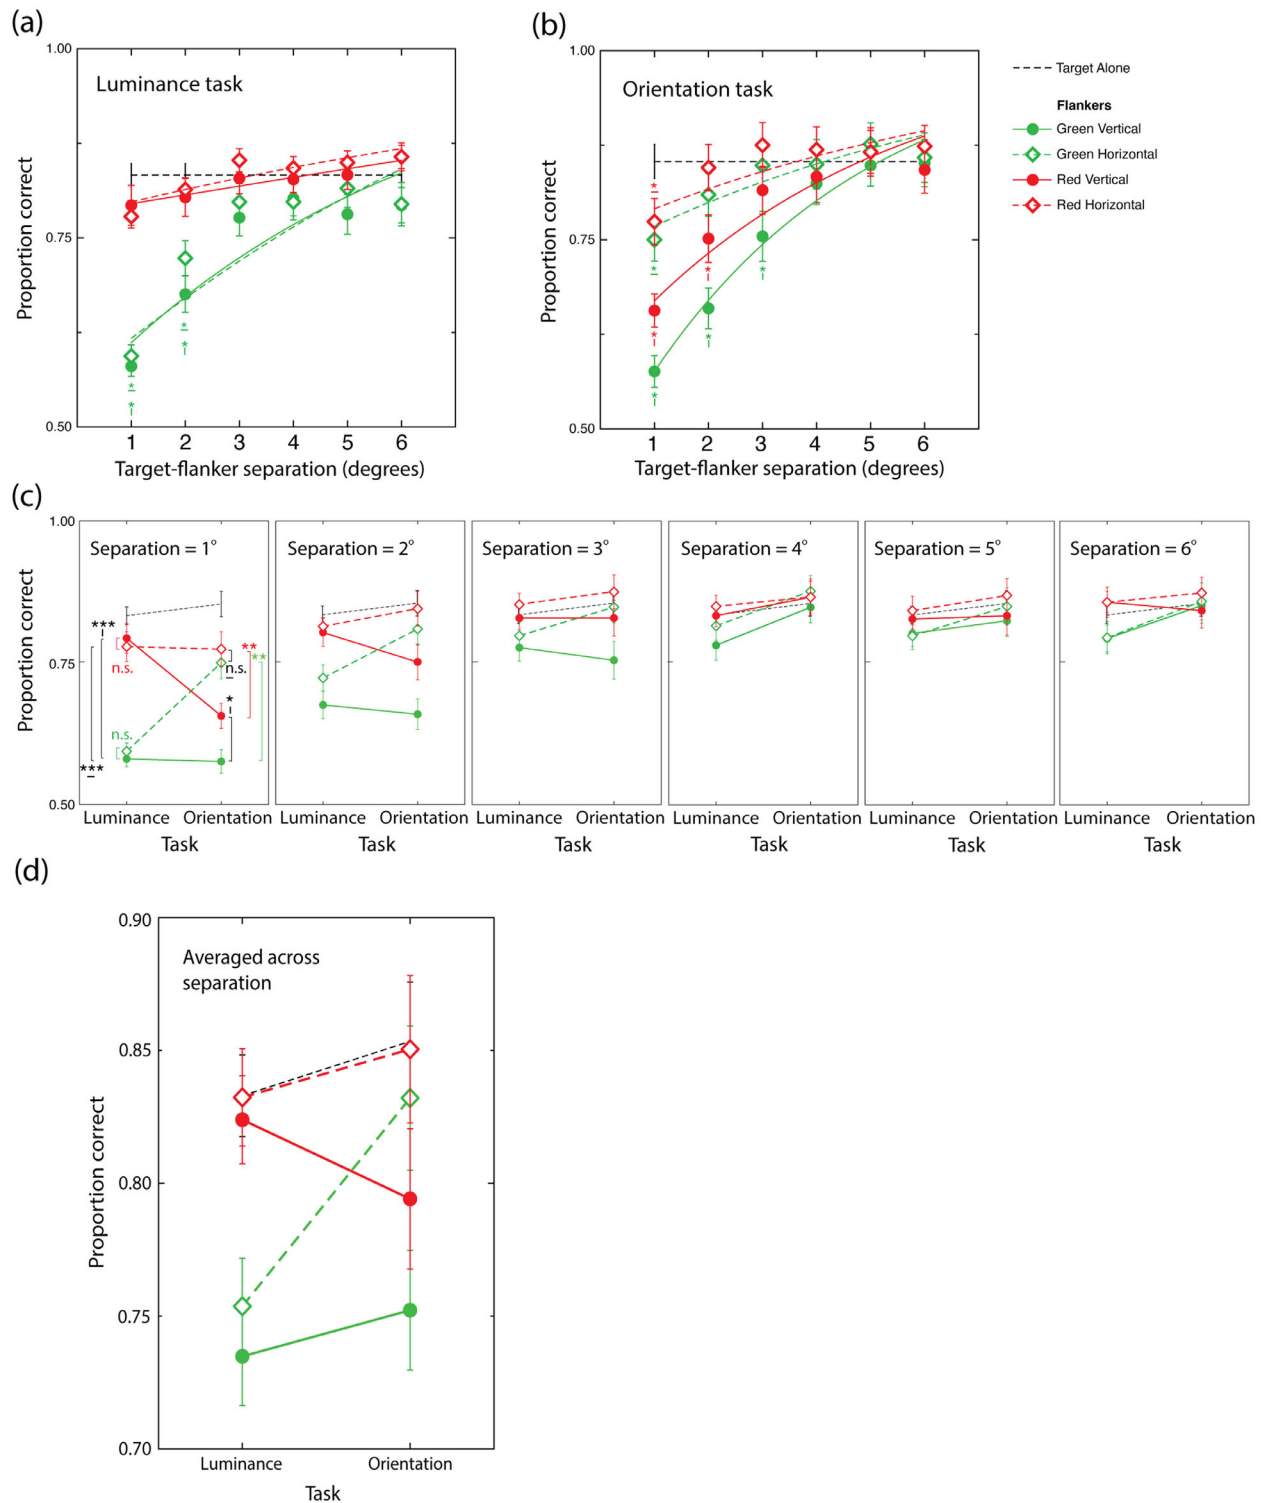 (a)
(b)
1.00
Luminance task
Proportion correct
0.75
0.50
1 2 3 4 5 6
Target-flanker separation (degrees)
1.00
Orientation task
Proportion correct
0.75
0.50
1 2 3 4 5 6
Target-flanker separation (degrees)
Target Alone
Flankers
Green Vertical
Green Horizontal
Red Vertical
Red Horizontal
(c)
1.00
Proportion correct
0.75
0.50
Separation = 1°
***
n.s.
n.s.
***
**
**
n.s.
*
Luminance Orientation
Task
Separation = 2°
Luminance Orientation
Task
Separation = 3°
Luminance Orientation
Task
Separation = 4°
Luminance Orientation
Task
Separation = 5°
Luminance Orientation
Task
Separation = 6°
Luminance Orientation
Task
(d)
0.90
Averaged across
separation
0.85
Proportion correct
0.80
0.75
0.70
Luminance Orientation
Task